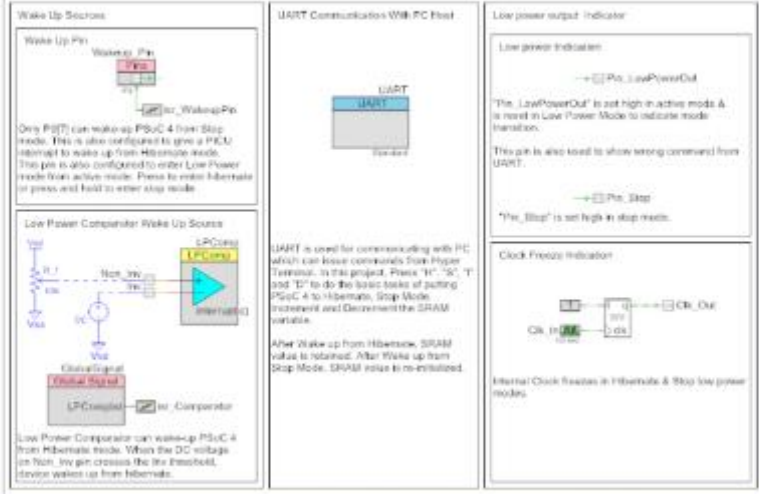 Wake Up Sources
Wake Up Pin
Wakeup_Pin
Pins
isr_WakeupPin
Only P0[7] can wake-up PSoC 4 from Stop
mode. This is also configured to give a PICU
interrupt to wake up from Hibernate mode.
This pin is also configured to enter Low Power
mode from active mode. Press to enter hibernate
or press and hold to enter stop mode.
Low Power Comparator Wake Up Source
LPComp
LPComp
Vdd
R_1
Non_Inv
Inv
DC
interrupt
Vss
Vss
GlobalSignal
Global Signal
isr_Comparator
Low Power Comparator can wake-up PSoC 4
from Hibernate mode. When the DC voltage
on Non_Inv pin crosses the Inv threshold,
device wakes up from hibernate.
UART Communication With PC Host
UART
UART
Standard
UART is used for communicating with PC
which can issue commands from Hyper
Terminal. In this project, Press "H", "S", "I"
and "D" to do the basic tasks of putting
PSoC 4 to Hibernate, Stop Mode,
Increment and Decrement the SRAM
variable.
After Wake up from Hibernate, SRAM
value is retained. After Wake up from
Stop Mode, SRAM value is re-initialized.
Low power output Indicator
Low power Indication
Pin_LowPowerOut
"Pin_LowPowerOut" is set high in active mode &
is reset in Low Power Mode to indicate mode
transition.
This pin is also used to show wrong command from
UART.
Pin_Stop
"Pin_Stop" is set high in stop mode.
Clock Freeze Indication
Clk_Out
Clk_In
clk
Internal Clock freezes in Hibernate & Stop low power
modes.